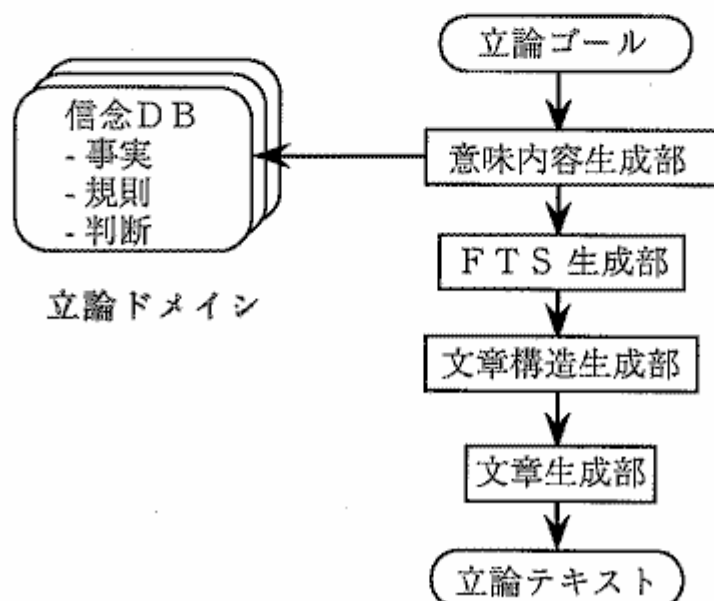 立論ゴール
信念DB
- 事実
- 規則
- 判断
立論ドメイン
意味内容生成部
FTS 生成部
文章構造生成部
文章生成部
立論テキスト